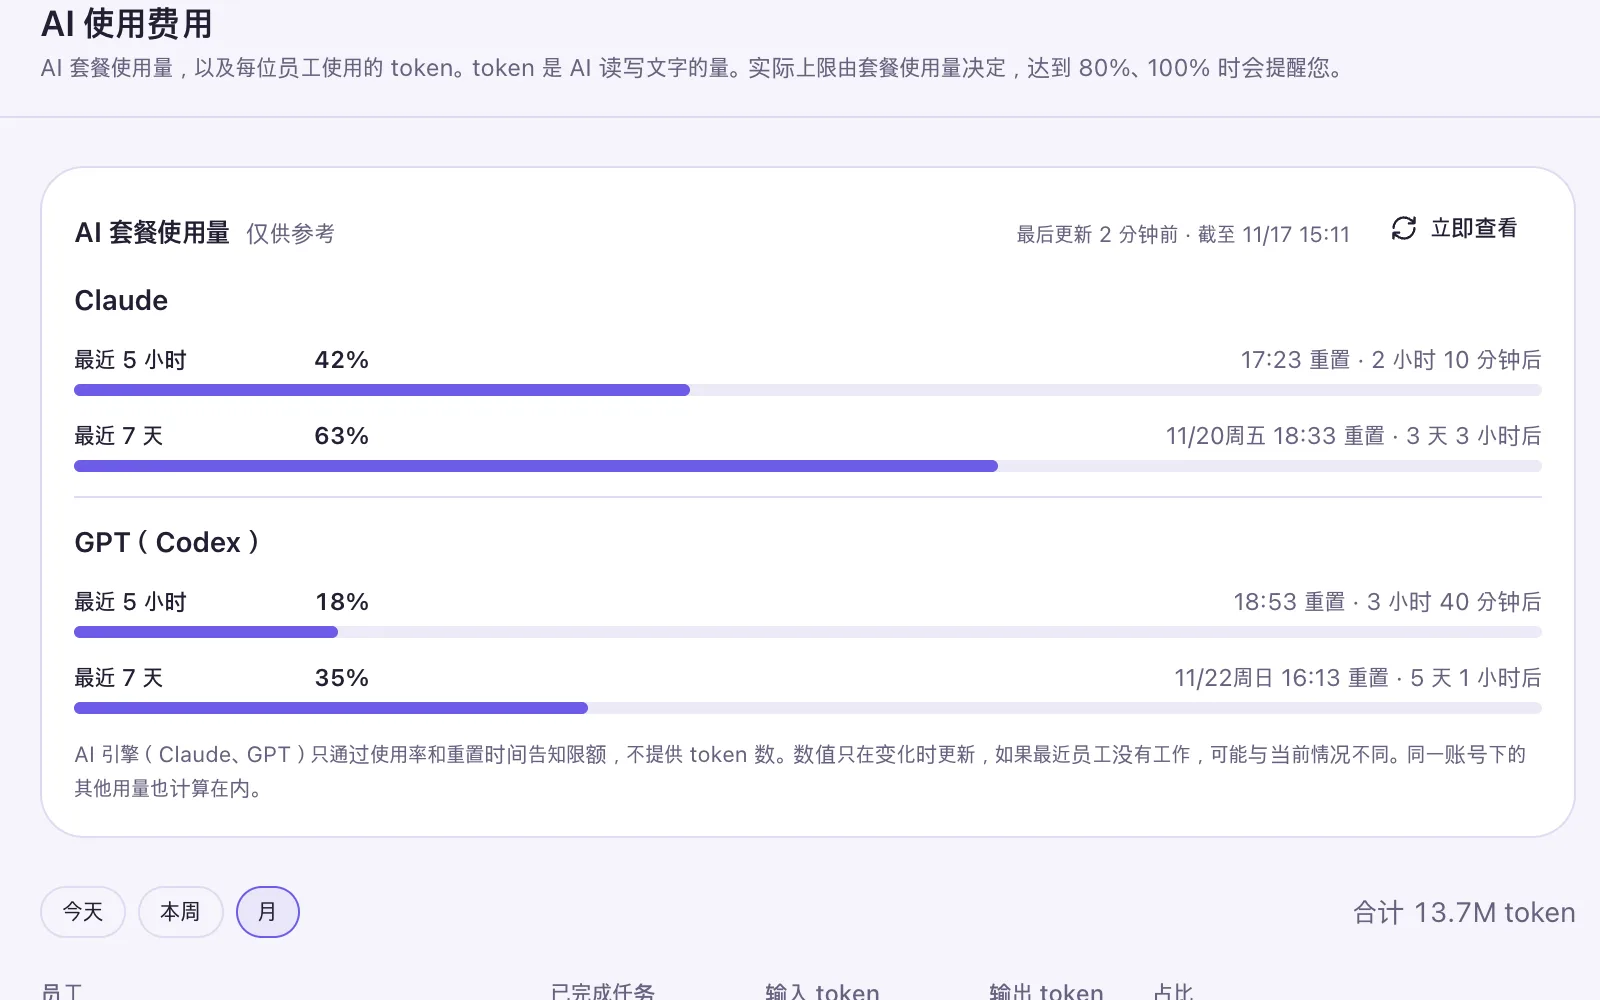 AI 使用费用
AI 套餐使用量，以及每位员工使用的 token。token 是 AI 读写文字的量。实际上限由套餐使用量决定，达到 80%、100% 时会提醒您。
AI 套餐使用量 仅供参考
最后更新 2 分钟前 · 截至 11/17 15:11
立即查看
Claude
最近 5 小时 42% 17:23 重置 · 2 小时 10 分钟后
最近 7 天 63% 11/20周五 18:33 重置 · 3 天 3 小时后
GPT（Codex）
最近 5 小时 18% 18:53 重置 · 3 小时 40 分钟后
最近 7 天 35% 11/22周日 16:13 重置 · 5 天 1 小时后
AI 引擎（Claude、GPT）只通过使用率和重置时间告知限额，不提供 token 数。数值只在变化时更新，如果最近员工没有工作，可能与当前情况不同。同一账号下的
其他用量也计算在内。
今天 本周 月 合计 13.7M token
员工 已完成任务 输入 token 输出 token 占比